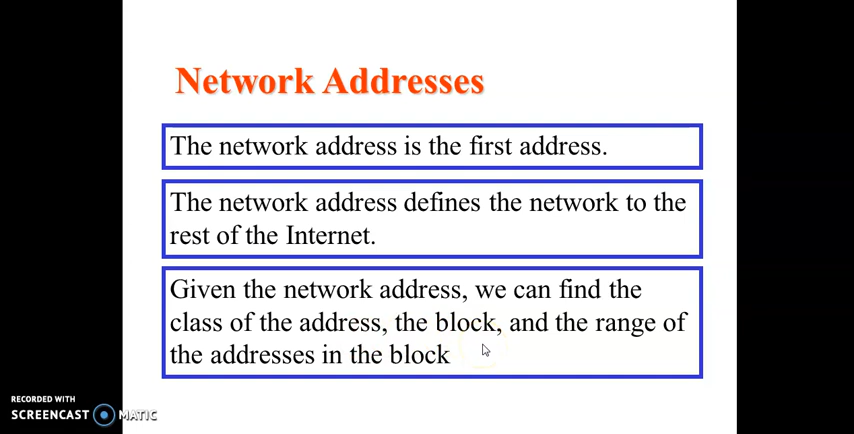 Network Addresses
The network address is the first address.
The network address defines the network to the
rest of the Internet.
Given the network address, we can find the
class of the address, the block, and the range of
the addresses in the block
RECORDED WITH
SCREENCAST MATIC